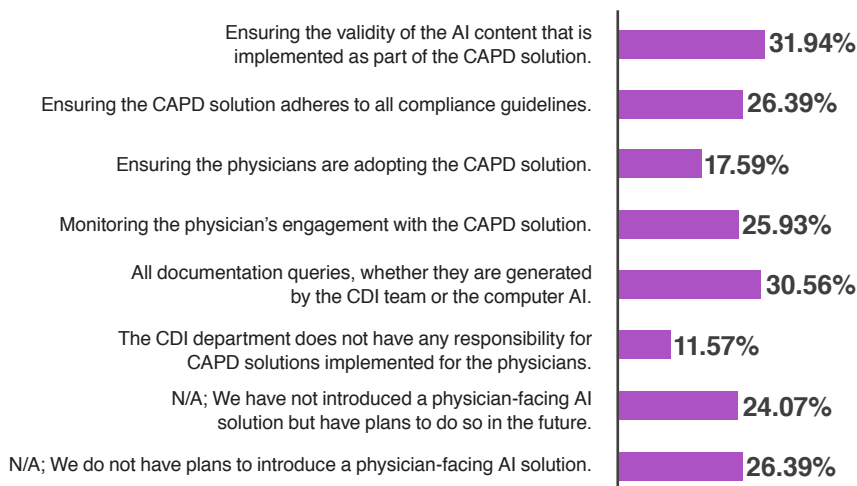 Ensuring the validity of the AI content that is
implemented as part of the CAPD solution.
31.94%
Ensuring the CAPD solution adheres to all compliance guidelines.
26.39%
Ensuring the physicians are adopting the CAPD solution.
17.59%
Monitoring the physician’s engagement with the CAPD solution.
25.93%
All documentation queries, whether they are generated
by the CDI team or the computer AI.
30.56%
The CDI department does not have any responsibility for
CAPD solutions implemented for the physicians.
11.57%
N/A; We have not introduced a physician-facing AI
solution but have plans to do so in the future.
24.07%
N/A; We do not have plans to introduce a physician-facing AI solution.
26.39%